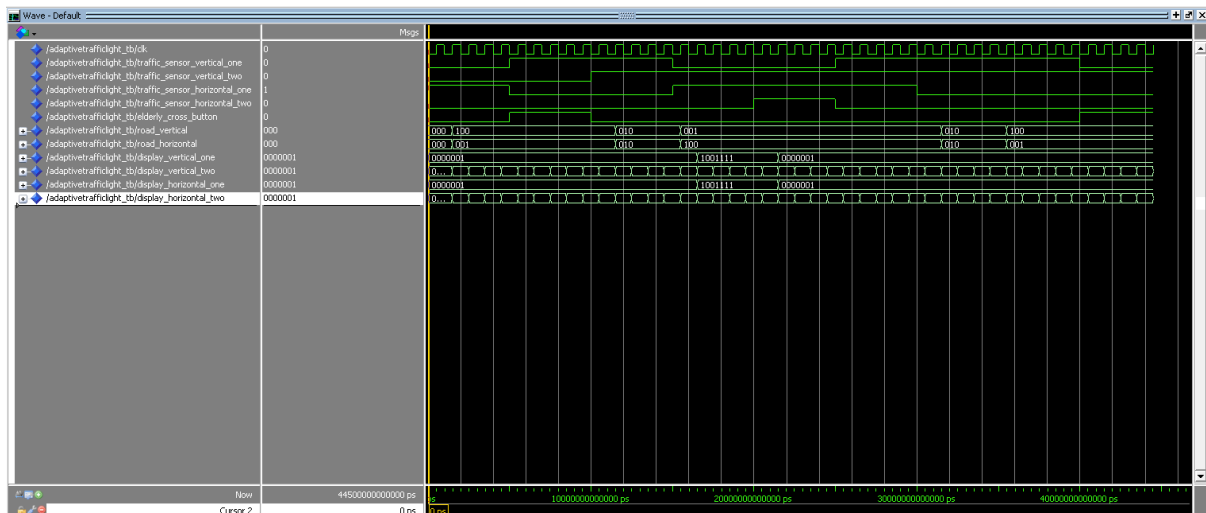 Wave - Default
Msgs
/adaptivetrafficlight_tb/clk 0
/adaptivetrafficlight_tb/traffic_sensor_vertical_one 0
/adaptivetrafficlight_tb/traffic_sensor_vertical_two 0
/adaptivetrafficlight_tb/traffic_sensor_horizontal_one 1
/adaptivetrafficlight_tb/traffic_sensor_horizontal_two 0
/adaptivetrafficlight_tb/elderly_cross_button 0
/adaptivetrafficlight_tb/road_vertical 000 000 100 010 001 010 100
/adaptivetrafficlight_tb/road_horizontal 000 000 001 010 100 010 001
/adaptivetrafficlight_tb/display_vertical_one 0000001 0000001 1001111 0000001
/adaptivetrafficlight_tb/display_vertical_two 0000001 0...
/adaptivetrafficlight_tb/display_horizontal_one 0000001 0000001 1001111 0000001
/adaptivetrafficlight_tb/display_horizontal_two 0000001 0...
Now 44500000000000 ps ps 10000000000000 ps 20000000000000 ps 30000000000000 ps 40000000000000 ps
Cursor 2 0 ps 0 ps